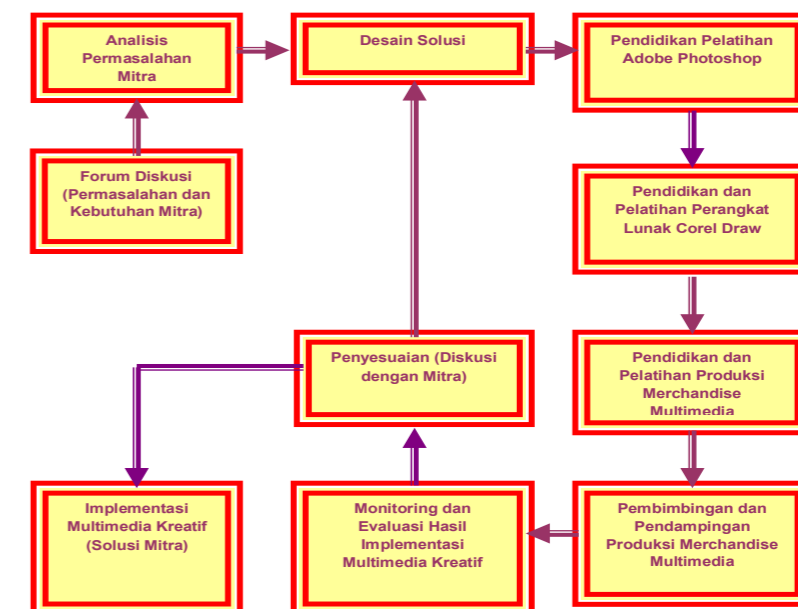 Analisis
Permasalahan
Mitra
Desain Solusi
Pendidikan Pelatihan
Adobe Photoshop
Forum Diskusi
(Permasalahan dan
Kebutuhan Mitra)
Pendidikan dan
Pelatihan Perangkat
Lunak Corel Draw
Penyesuaian (Diskusi
dengan Mitra)
Pendidikan dan
Pelatihan Produksi
Merchandise
Multimedia
Implementasi
Multimedia Kreatif
(Solusi Mitra)
Monitoring dan
Evaluasi Hasil
Implementasi
Multimedia Kreatif
Pembimbingan dan
Pendampingan
Produksi Merchandise
Multimedia